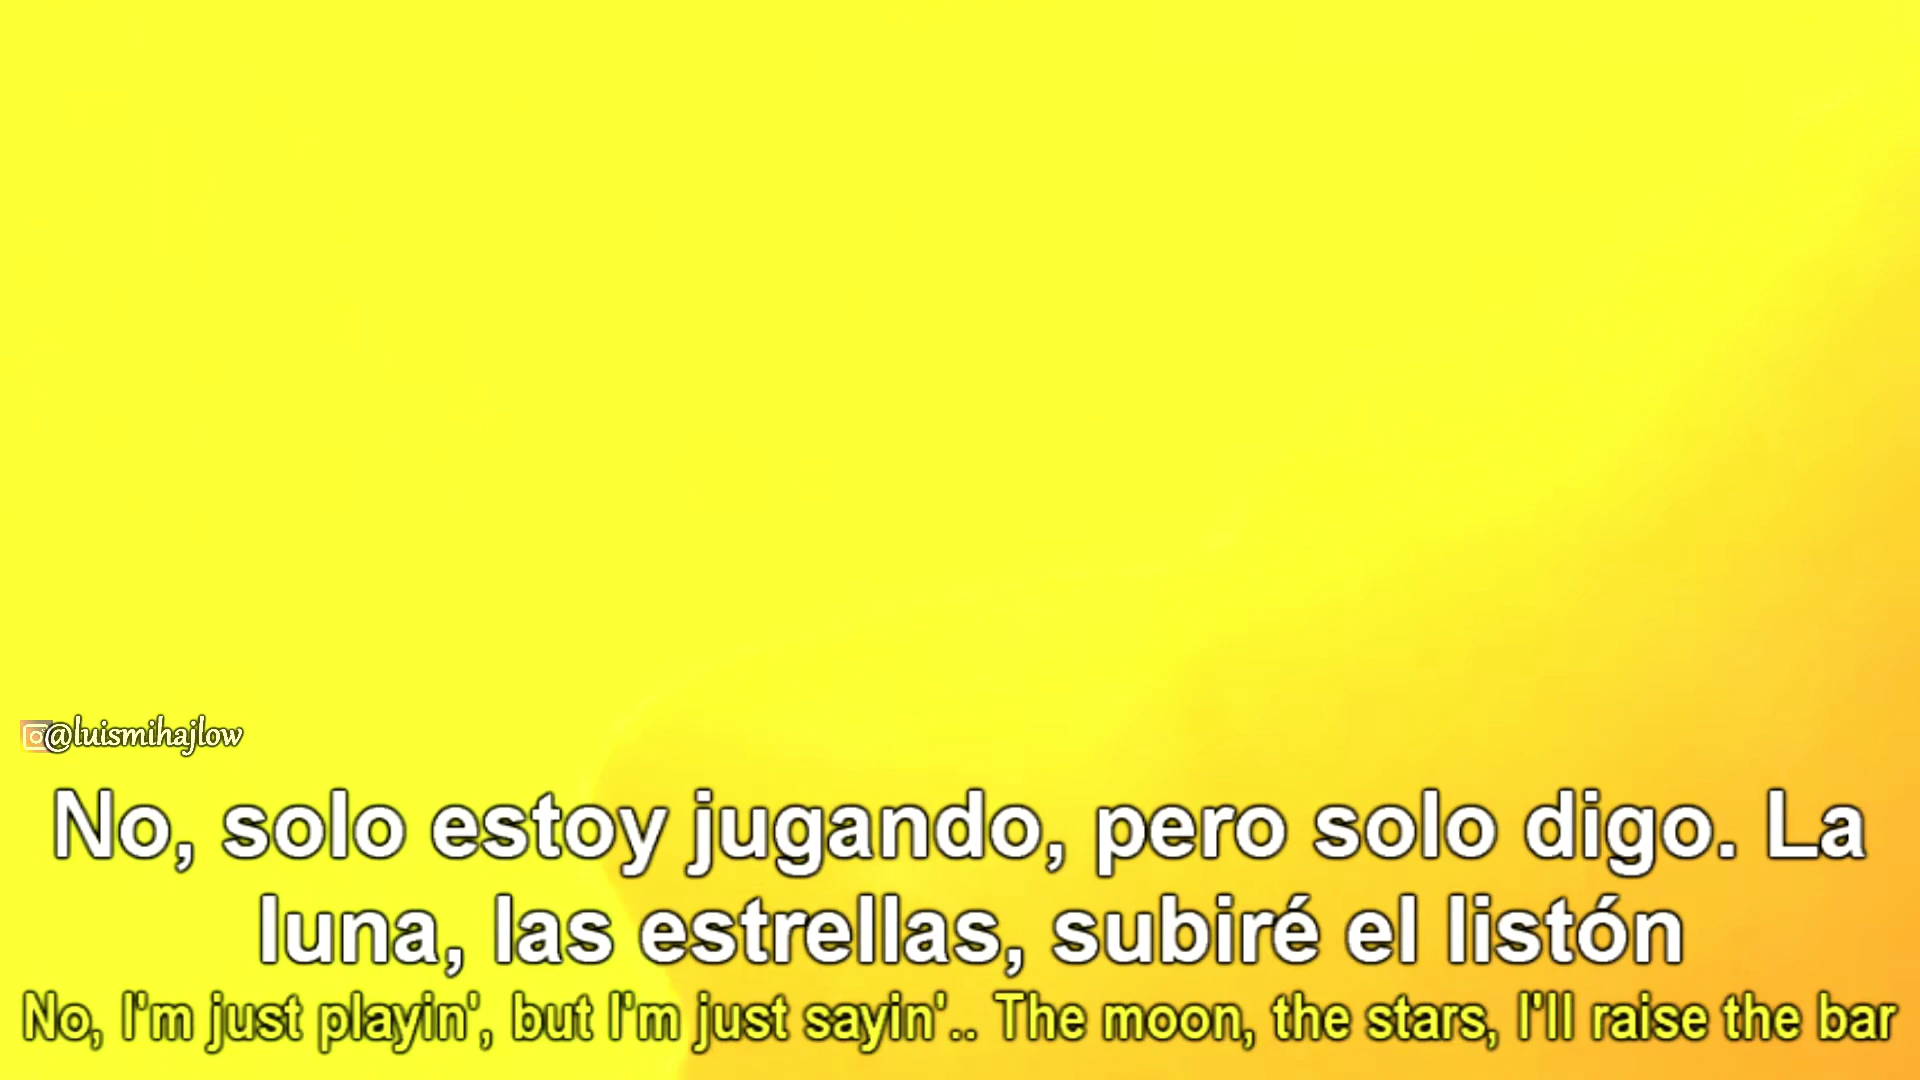 @luismihajlow
No, solo estoy jugando, pero solo digo. La
luna, las estrellas, subiré el listón
No, I'm just playin', but I'm just sayin'.. The moon, the stars, I'll raise the bar